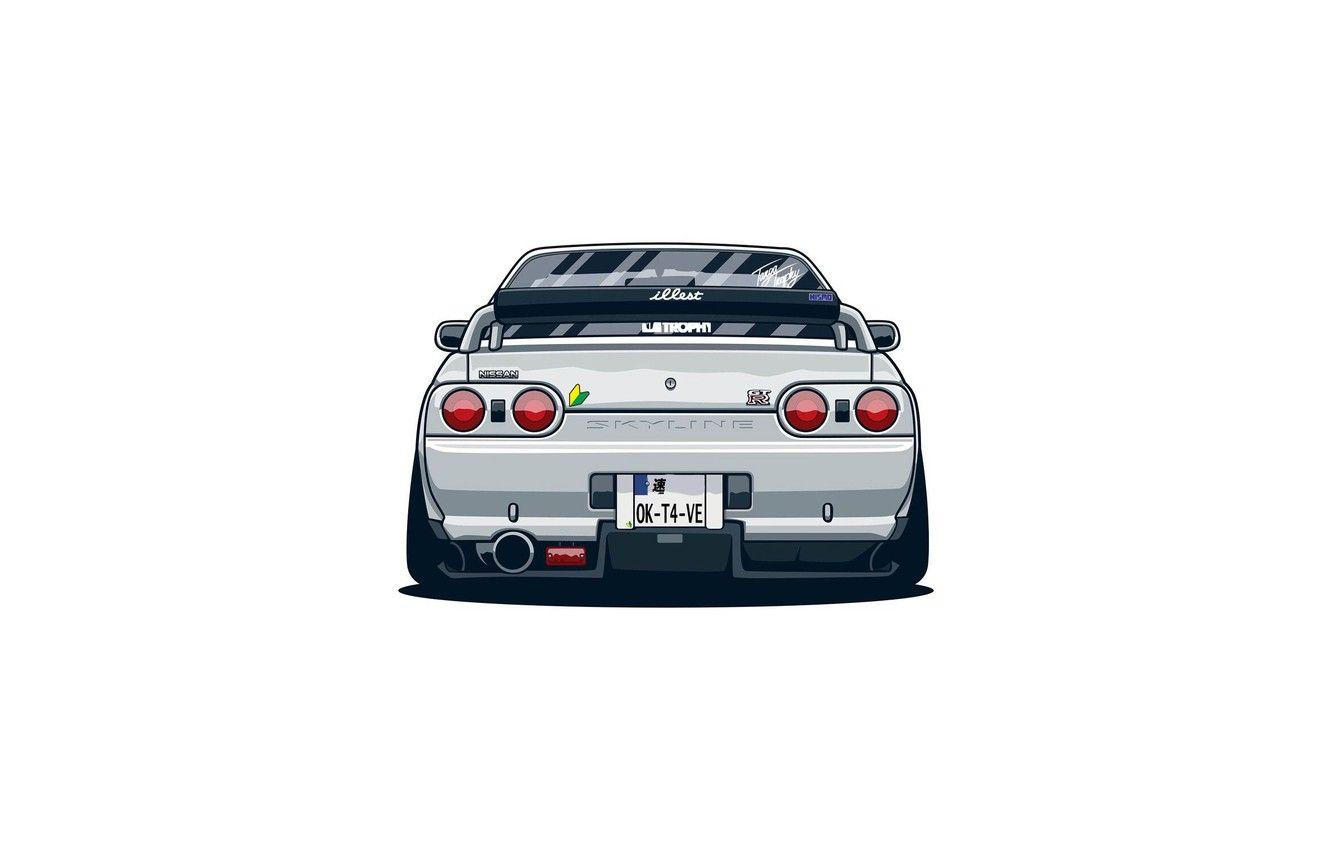 illest
NISMO
NISSAN
GT
R
SKYLINE
速
OK-T4-VE